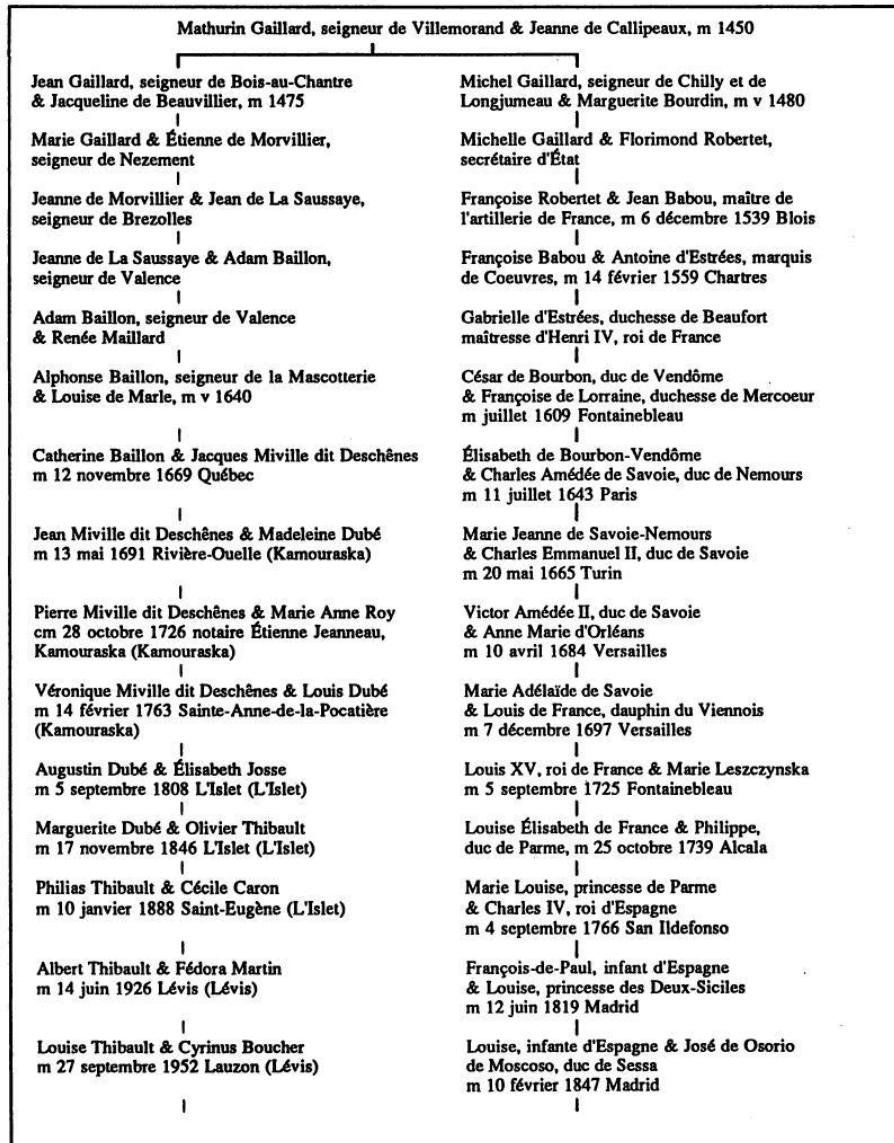 Mathurin Gaillard, seigneur de Villemorand & Jeanne de Callipeaux, m 1450
Jean Gaillard, seigneur de Bois-au-Chantre
& Jacqueline de Beauvillier, m 1475
Marie Gaillard & Étienne de Morvillier,
seigneur de Nezement
Jeanne de Morvillier & Jean de La Saussaye,
seigneur de Brezolles
Jeanne de La Saussaye & Adam Baillon,
seigneur de Valence
Adam Baillon, seigneur de Valence
& Renée Maillard
Alphonse Baillon, seigneur de la Mascotterie
& Louise de Marle, m v 1640
Catherine Baillon & Jacques Miville dit Deschênes
m 12 novembre 1669 Québec
Jean Miville dit Deschênes & Madeleine Dubé
m 13 mai 1691 Rivière-Ouelle (Kamouraska)
Pierre Miville dit Deschênes & Marie Anne Roy
cm 28 octobre 1726 notaire Étienne Jeanneau,
Kamouraska (Kamouraska)
Véronique Miville dit Deschênes & Louis Dubé
m 14 février 1763 Sainte-Anne-de-la-Pocatière
(Kamouraska)
Augustin Dubé & Élisabeth Josse
m 5 septembre 1808 L'Islet (L'Islet)
Marguerite Dubé & Olivier Thibault
m 17 novembre 1846 L'Islet (L'Islet)
Philias Thibault & Cécile Caron
m 10 janvier 1888 Saint-Eugène (L'Islet)
Albert Thibault & Fédora Martin
m 14 juin 1926 Lévis (Lévis)
Louise Thibault & Cyrinus Boucher
m 27 septembre 1952 Lauzon (Lévis)
Michel Gaillard, seigneur de Chilly et de
Longjumeau & Marguerite Bourdin, m v 1480
Michelle Gaillard & Florimond Robertet,
secrétaire d'État
Françoise Robertet & Jean Babou, maître de
l'artillerie de France, m 6 décembre 1539 Blois
Françoise Babou & Antoine d'Estrées, marquis
de Coeuvres, m 14 février 1559 Chartres
Gabrielle d'Estrées, duchesse de Beaufort
maîtresse d'Henri IV, roi de France
César de Bourbon, duc de Vendôme
& Françoise de Lorraine, duchesse de Mercoeur
m juillet 1609 Fontainebleau
Élisabeth de Bourbon-Vendôme
& Charles Amédée de Savoie, duc de Nemours
m 11 juillet 1643 Paris
Marie Jeanne de Savoie-Nemours
& Charles Emmanuel II, duc de Savoie
m 20 mai 1665 Turin
Victor Amédée II, duc de Savoie
& Anne Marie d'Orléans
m 10 avril 1684 Versailles
Marie Adélaïde de Savoie
& Louis de France, dauphin du Viennois
m 7 décembre 1697 Versailles
Louis XV, roi de France & Marie Leszczynska
m 5 septembre 1725 Fontainebleau
Louise Élisabeth de France & Philippe,
duc de Parme, m 25 octobre 1739 Alcala
Marie Louise, princesse de Parme
& Charles IV, roi d'Espagne
m 4 septembre 1766 San Ildefonso
François-de-Paul, infant d'Espagne
& Louise, princesse des Deux-Siciles
m 12 juin 1819 Madrid
Louise, infante d'Espagne & José de Osorio
de Moscoso, duc de Sessa
m 10 février 1847 Madrid